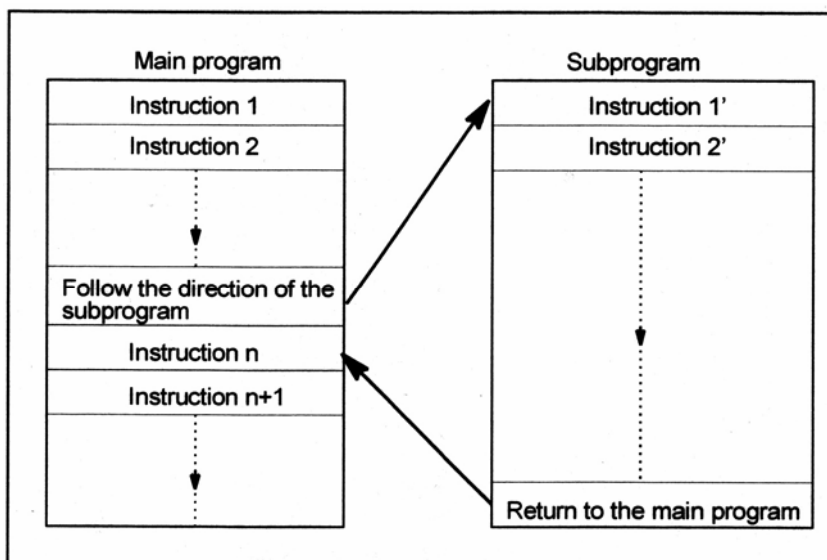 Main program
Instruction 1
Instruction 2
Follow the direction of the
subprogram
Instruction n
Instruction n+1
Subprogram
Instruction 1'
Instruction 2'
Return to the main program